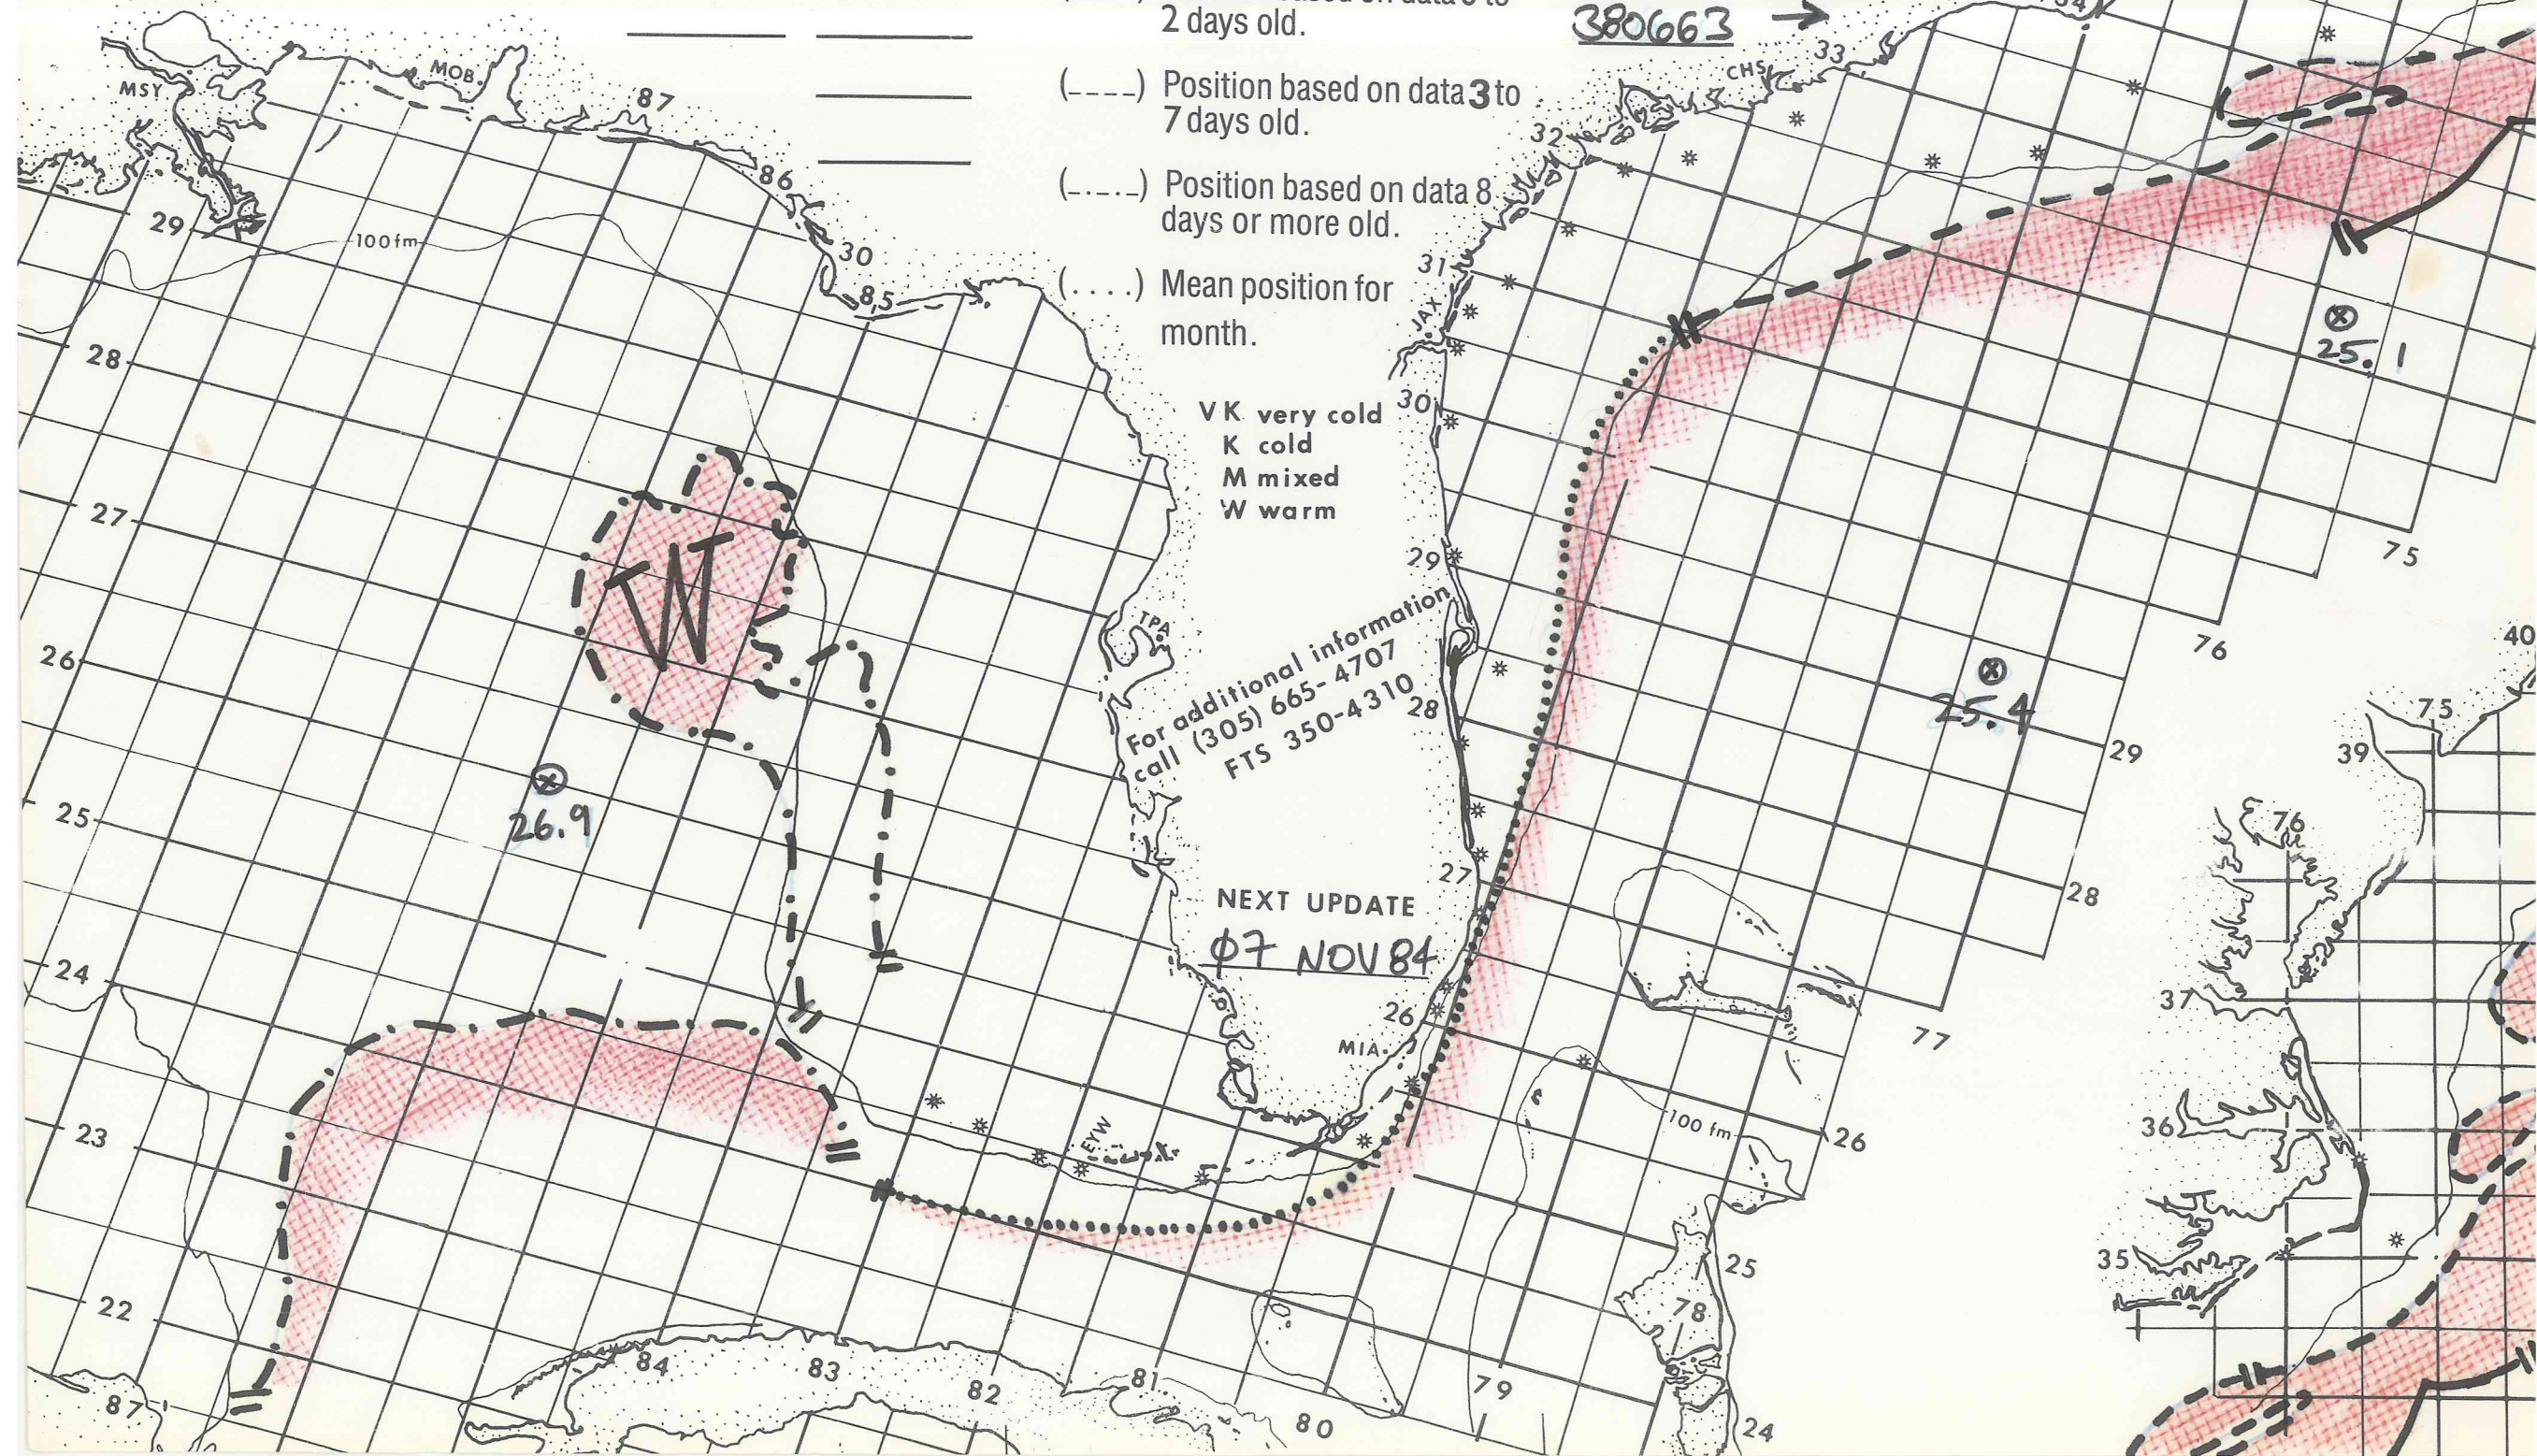 2 days old.
(____) Position based on data 3 to
7 days old.
(_._._) Position based on data 8
days or more old.
(....) Mean position for
month.
380663 →
VK very cold
K cold
M mixed
W warm
For additional information
call (305) 665-4707
FTS 350-4310
NEXT UPDATE
07 NOV 84
MSY
MOB
87
86
85
30
29
100fm
28
27
26
25
24
23
22
87
W
26.9
84
83
82
81
80
79
78
EYW
MIA
TPA
JAX
CHS
33
32
31
30
29
28
27
26
25.1
25.4
75
76
77
29
28
26
25
24
100 fm
40
39
37
36
35
75
76